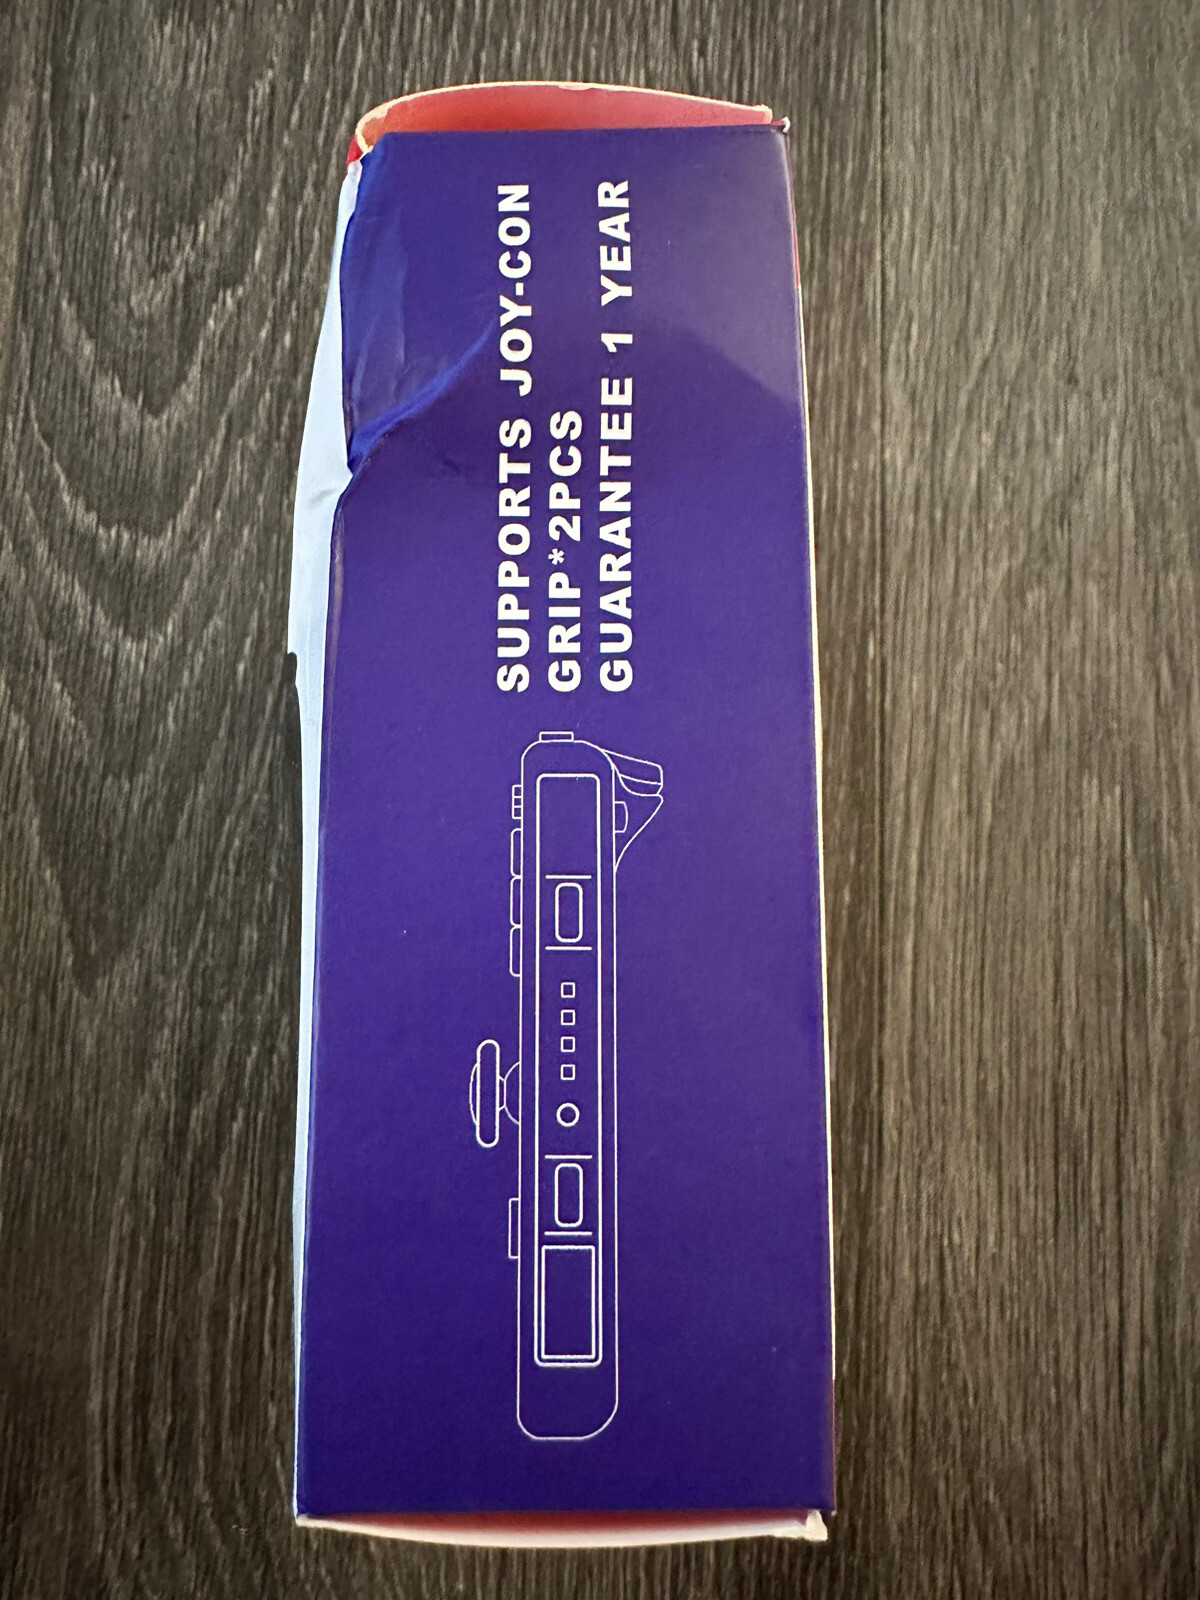 SUPPORTS JOY-CON
GRIP*2PCS
GUARANTEE 1 YEAR